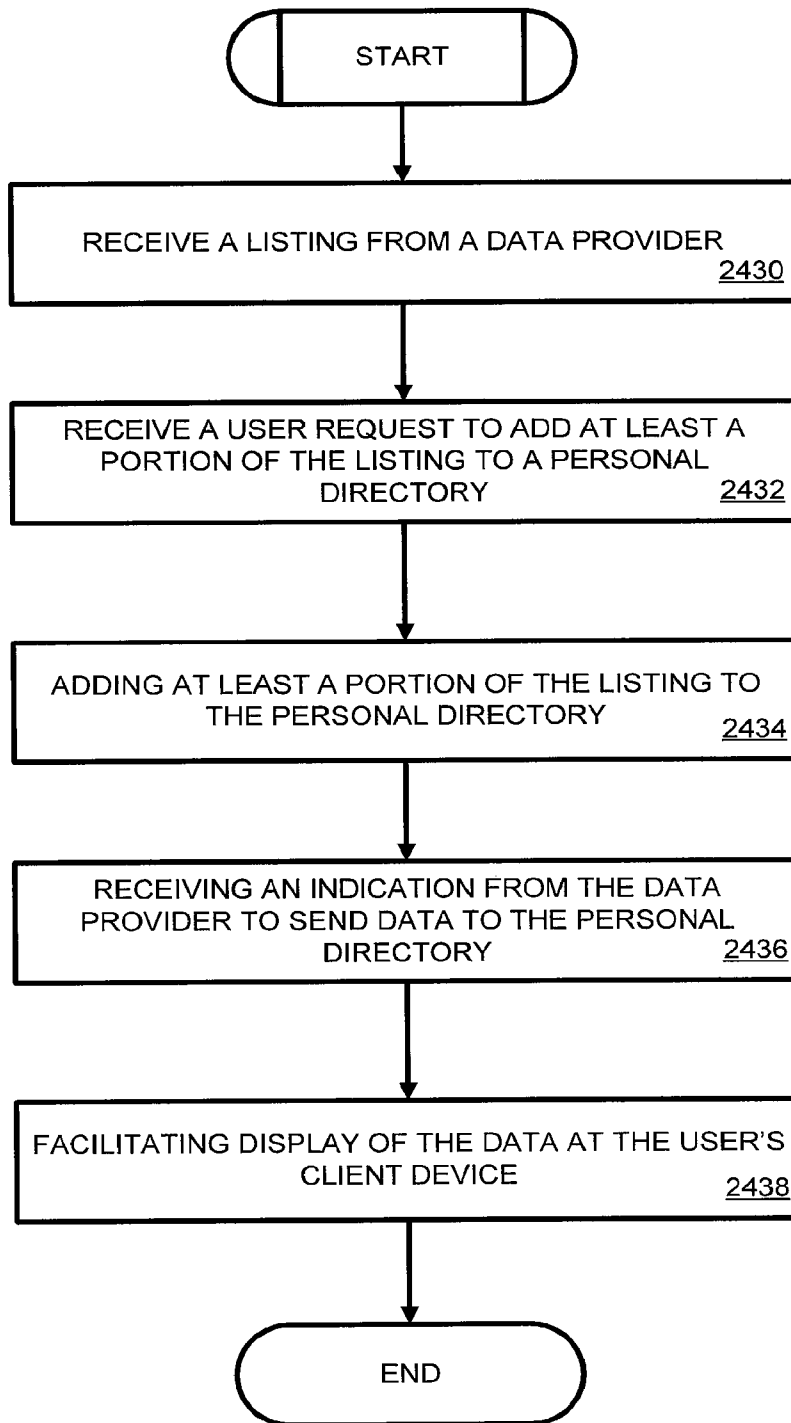 START
RECEIVE A LISTING FROM A DATA PROVIDER
2430
RECEIVE A USER REQUEST TO ADD AT LEAST A
PORTION OF THE LISTING TO A PERSONAL
DIRECTORY
2432
ADDING AT LEAST A PORTION OF THE LISTING TO
THE PERSONAL DIRECTORY
2434
RECEIVING AN INDICATION FROM THE DATA
PROVIDER TO SEND DATA TO THE PERSONAL
DIRECTORY
2436
FACILITATING DISPLAY OF THE DATA AT THE USER'S
CLIENT DEVICE
2438
END